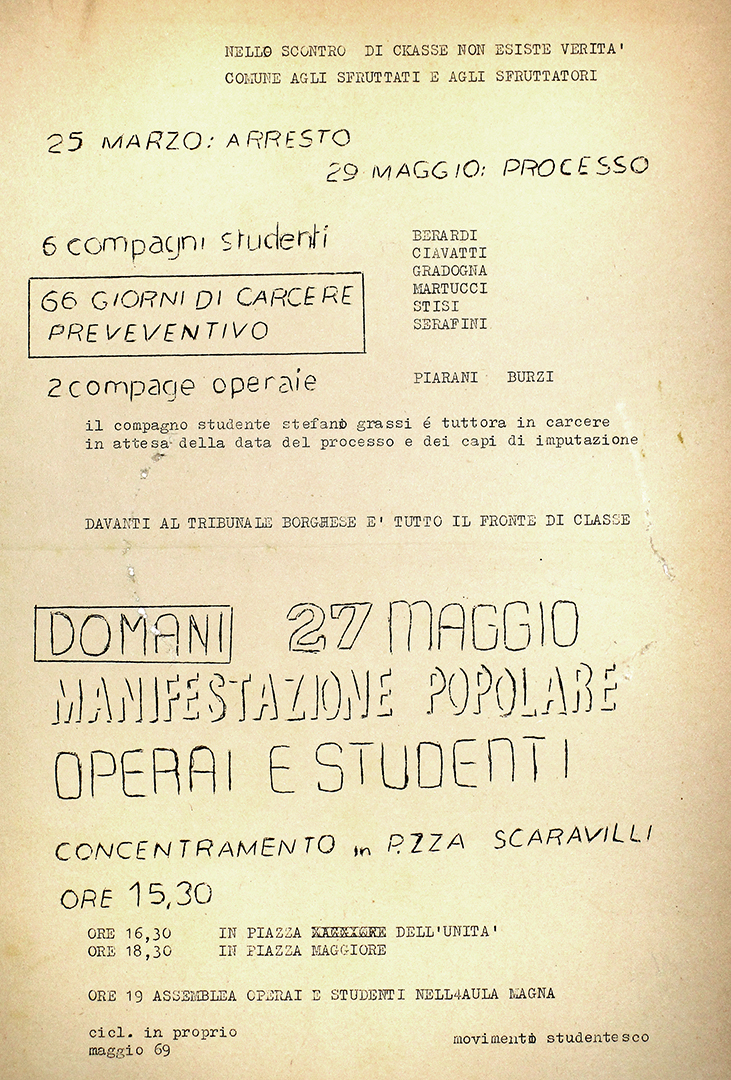 NELLO SCONTRO DI CKASSE NON ESISTE VERITA'
COMUNE AGLI SFRUTTATI E AGLI SFRUTTATORI
25 MARZO: ARRESTO
29 MAGGIO: PROCESSO
6 compagni studenti
BERARDI
CIAVATTI
GRADOGNA
MARTUCCI
STISI
SERAFINI
66 GIORNI DI CARCERE
PREVEVENTIVO
2 compage operaie
PIARANI BURZI
il compagno studente stefano grassi é tuttora in carcere
in attesa della data del processo e dei capi di imputazione
DAVANTI AL TRIBUNALE BORGHESE E' TUTTO IL FRONTE DI CLASSE
DOMANI 27 MAGGIO
MANIFESTAZIONE POPOLARE
OPERAI E STUDENTI
CONCENTRAMENTO in P.ZZA SCARAVILLI
ORE 15,30
ORE 16,30 IN PIAZZA DELL'UNITA'
ORE 18,30 IN PIAZZA MAGGIORE
ORE 19 ASSEMBLEA OPERAI E STUDENTI NELL4AULA MAGNA
cicl. in proprio
maggio 69
movimento studentesco